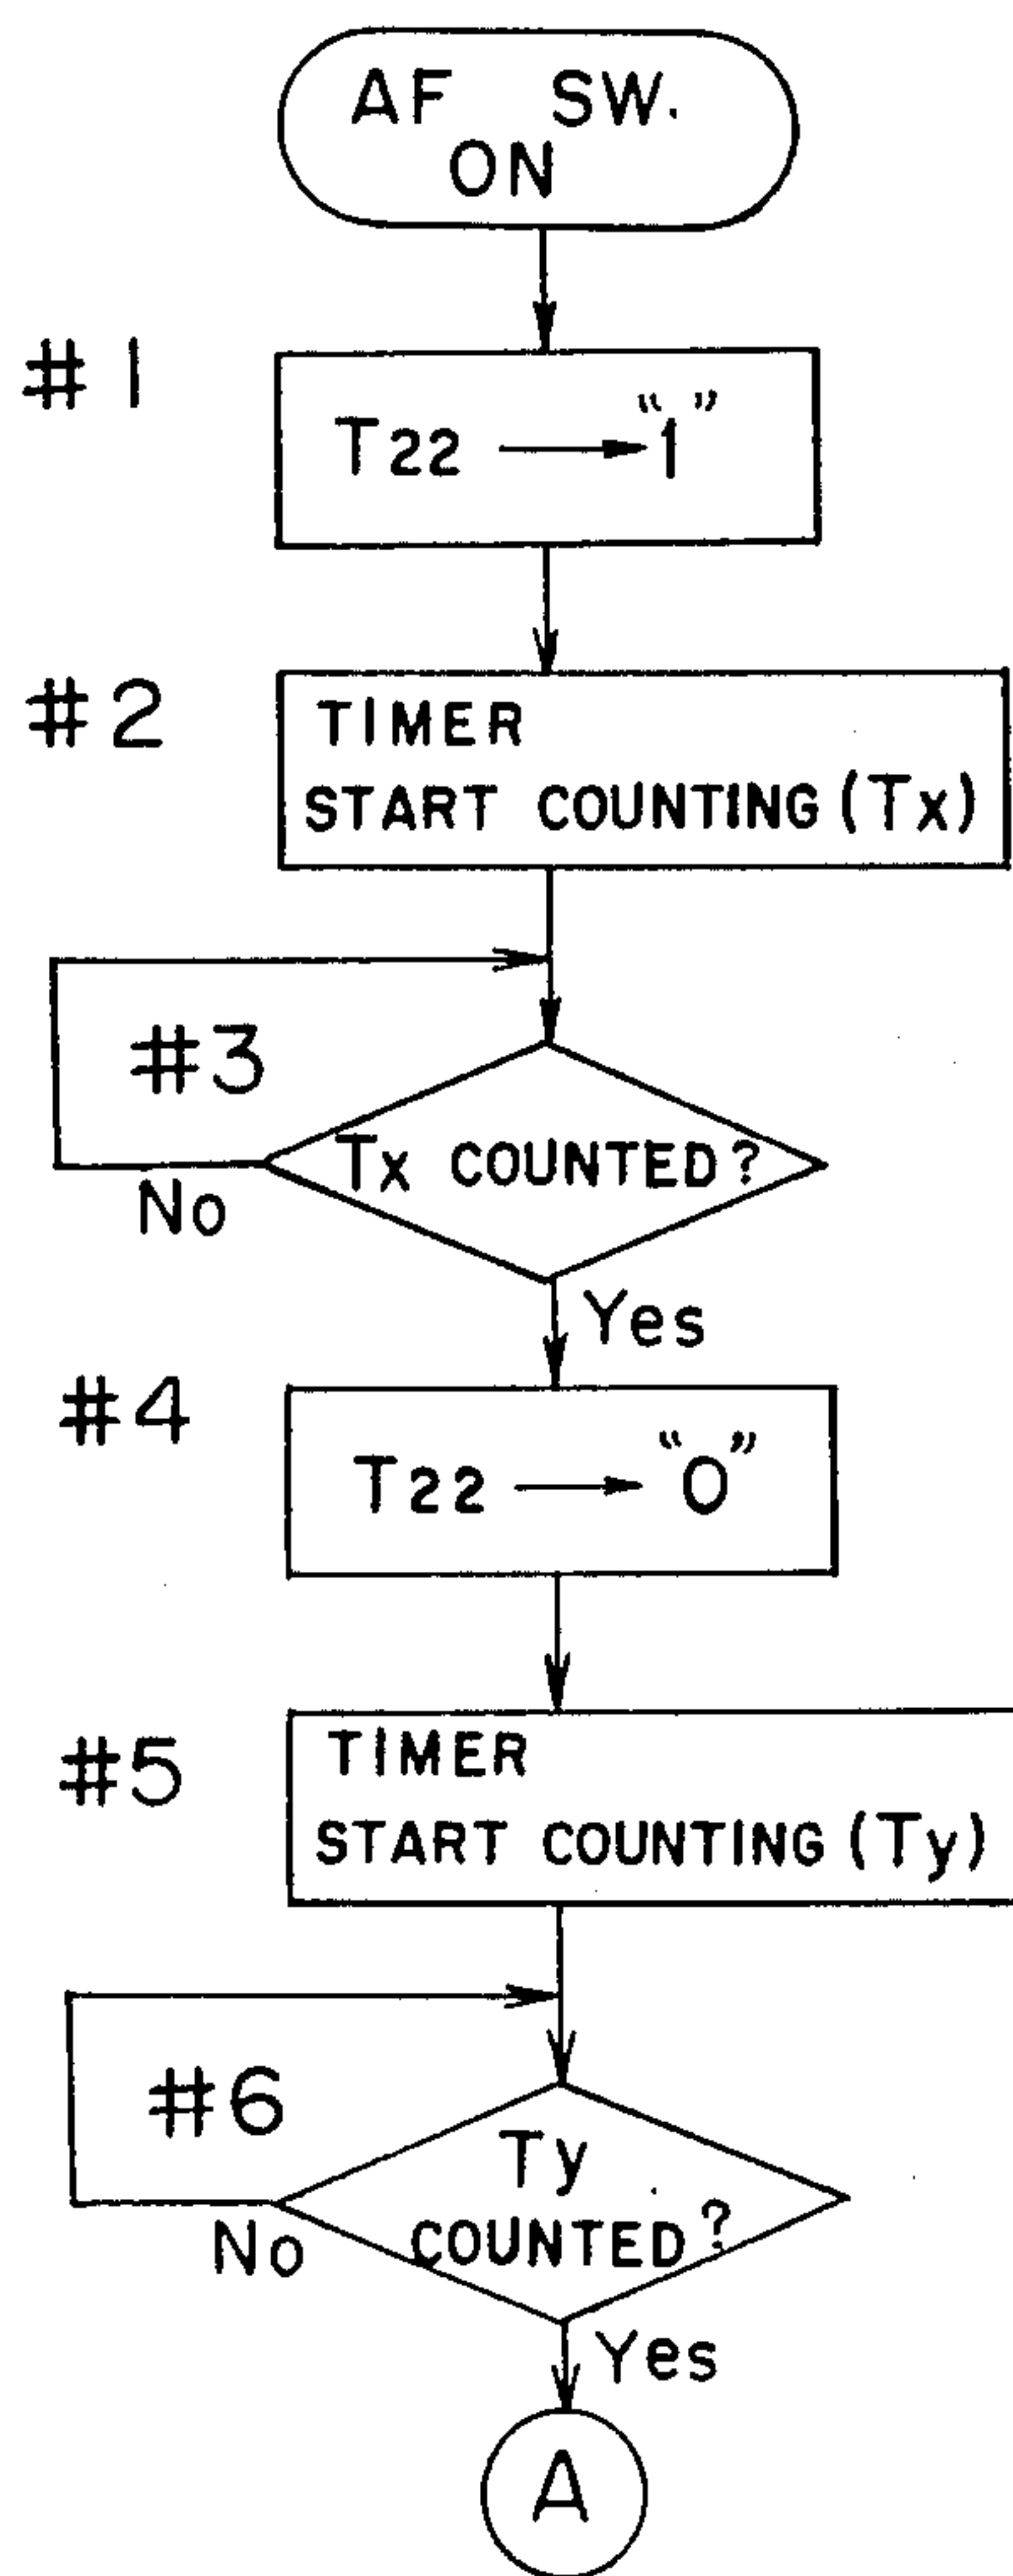 AF SW.
ON
#1
T22 → "1"
#2
TIMER
START COUNTING (Tx)
#3
Tx COUNTED?
No
Yes
#4
T22 → "0"
#5
TIMER
START COUNTING (Ty)
#6
Ty
COUNTED?
No
Yes
A